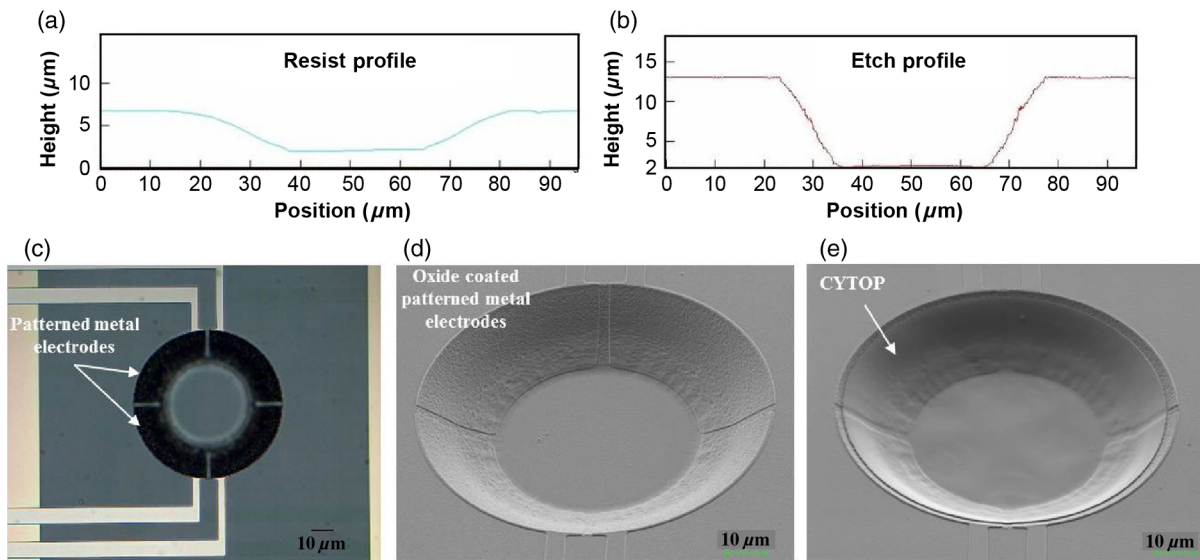 (a)
Resist profile
Height (µm)
10
5
0
0 10 20 30 40 50 60 70 80 90
Position (µm)
(b)
Etch profile
Height (µm)
15
10
5
2
0 10 20 30 40 50 60 70 80 90
Position (µm)
(c)
Patterned metal
electrodes
10 µm
(d)
Oxide coated
patterned metal
electrodes
10 µm
(e)
CYTOP
10 µm